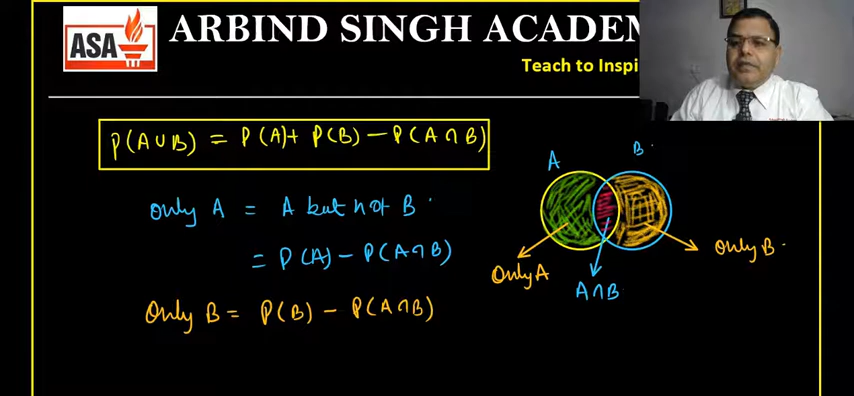 ASA
ARBIND SINGH ACADEM
Teach to Inspi
P(A∪B) = P(A)+ P(B) − P(A∩B)
Only A = A but not B.
= P(A) − P(A∩B)
Only B = P(B) − P(A∩B)
A
B.
Only A
A∩B
Only B.